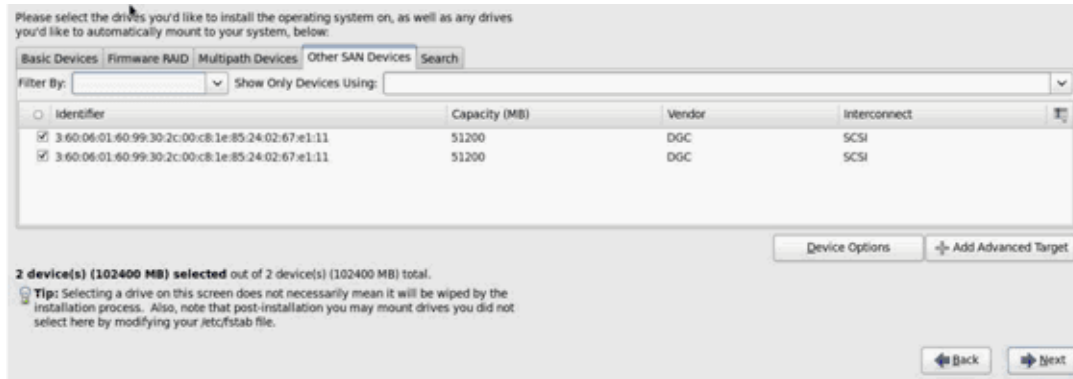 Please select the drives you'd like to install the operating system on, as well as any drives
you'd like to automatically mount to your system, below:
Basic Devices Firmware RAID Multipath Devices Other SAN Devices Search
Filter By: Show Only Devices Using:
Identifier Capacity (MB) Vendor Interconnect
3:60:06:01:60:99:30:2c:00:c8:1e:85:24:02:67:e1:11 51200 DGC SCSI
3:60:06:01:60:99:30:2c:00:c8:1e:85:24:02:67:e1:11 51200 DGC SCSI
Device Options Add Advanced Target
2 device(s) (102400 MB) selected out of 2 device(s) (102400 MB) total.
Tip: Selecting a drive on this screen does not necessarily mean it will be wiped by the
installation process. Also, note that post-installation you may mount drives you did not
select here by modifying your /etc/fstab file.
Back Next